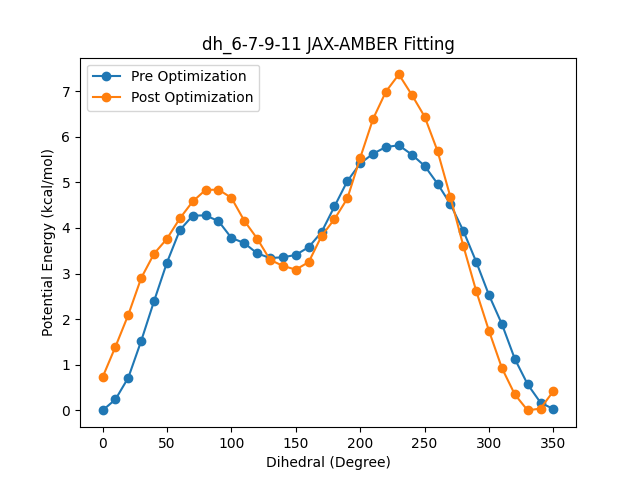 dh_6-7-9-11 JAX-AMBER Fitting
Pre Optimization
Post Optimization
Potential Energy (kcal/mol)
7
6
5
4
3
2
1
0
0 50 100 150 200 250 300 350
Dihedral (Degree)